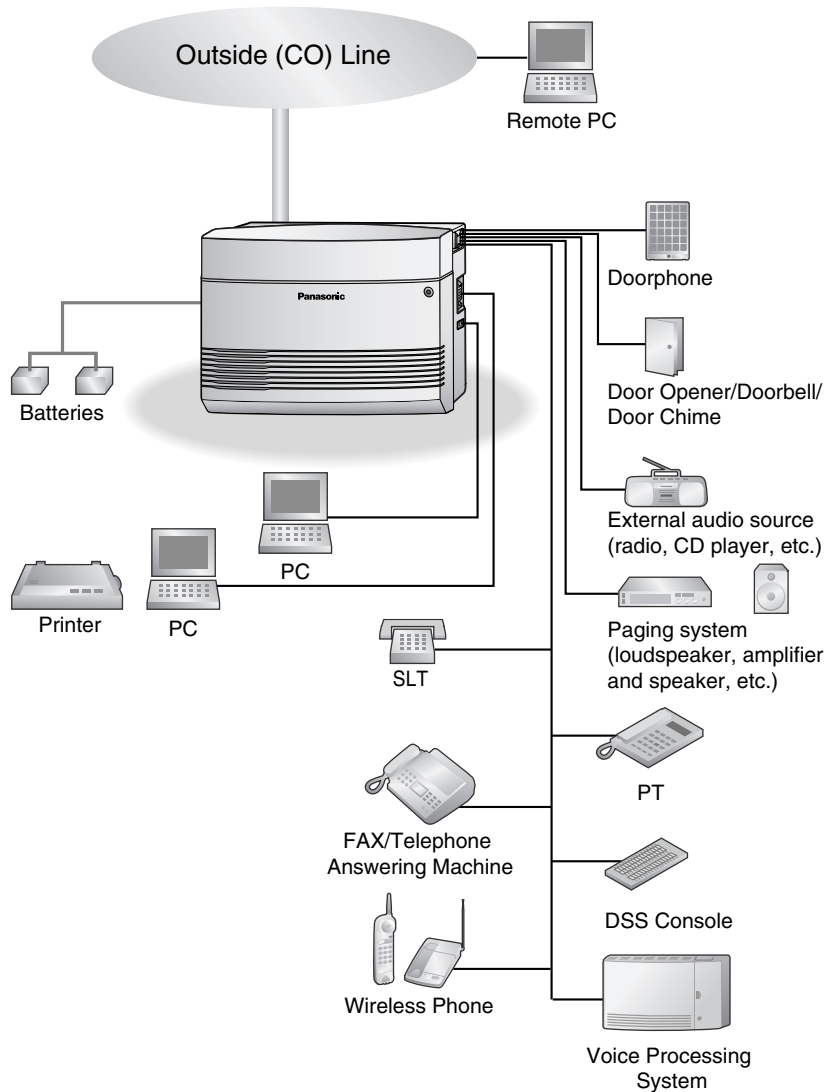 Outside (CO) Line
Remote PC
Panasonic
Doorphone
Batteries
Door Opener/Doorbell/
Door Chime
External audio source
(radio, CD player, etc.)
PC
Printer
PC
Paging system
(loudspeaker, amplifier
and speaker, etc.)
SLT
PT
FAX/Telephone
Answering Machine
DSS Console
Wireless Phone
Voice Processing
System